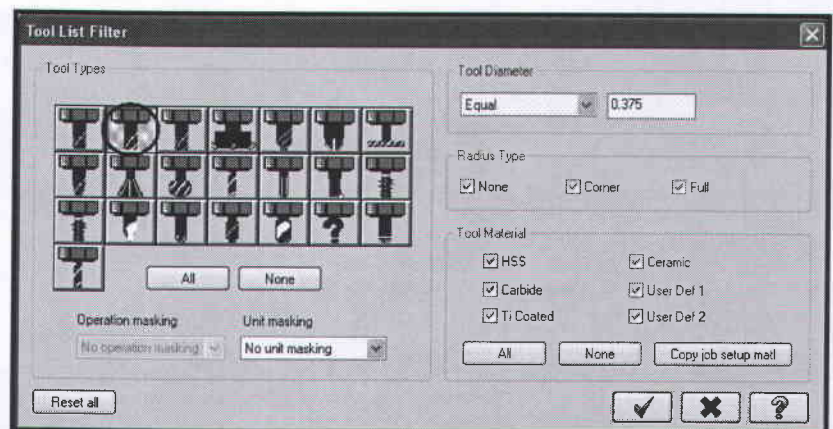 Tool List Filter
Tool Types
All
None
Operation masking
Unit masking
No operation masking
No unit masking
Reset all
Tool Diameter
Equal
0.375
Radius Type
None
Corner
Full
Tool Material
HSS
Ceramic
Carbide
User Def 1
Ti Coated
User Def 2
All
None
Copy job setup matl